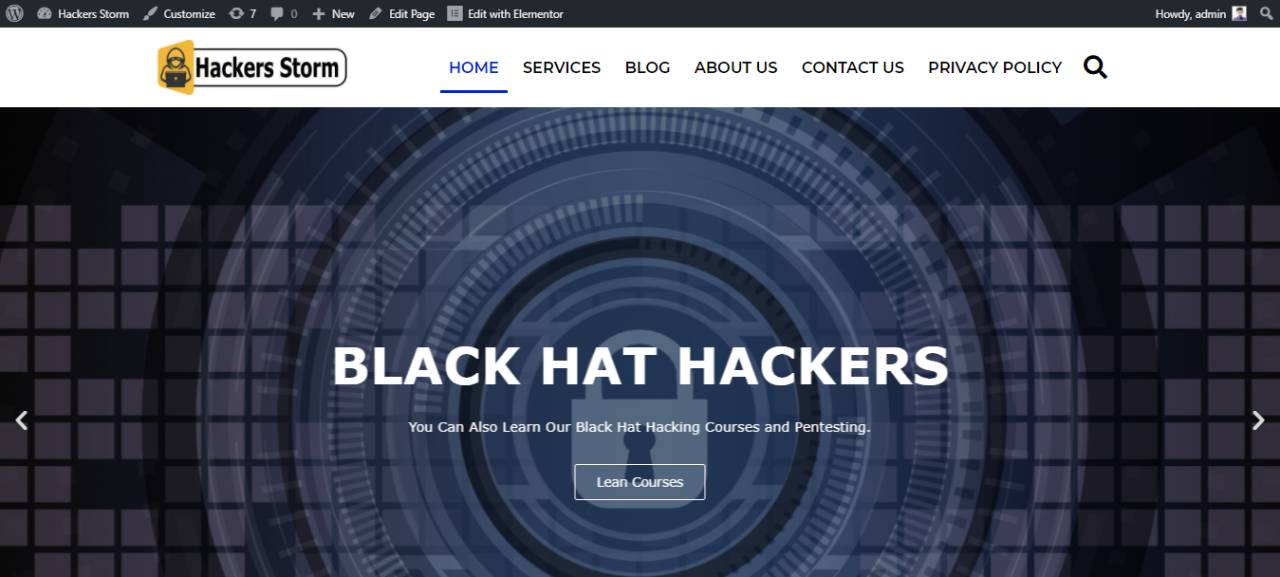 Hackers Storm Customize 7 0 New Edit Page Edit with Elementor Howdy, admin
Hackers Storm HOME SERVICES BLOG ABOUT US CONTACT US PRIVACY POLICY
BLACK HAT HACKERS
You Can Also Learn Our Black Hat Hacking Courses and Pentesting.
Lean Courses